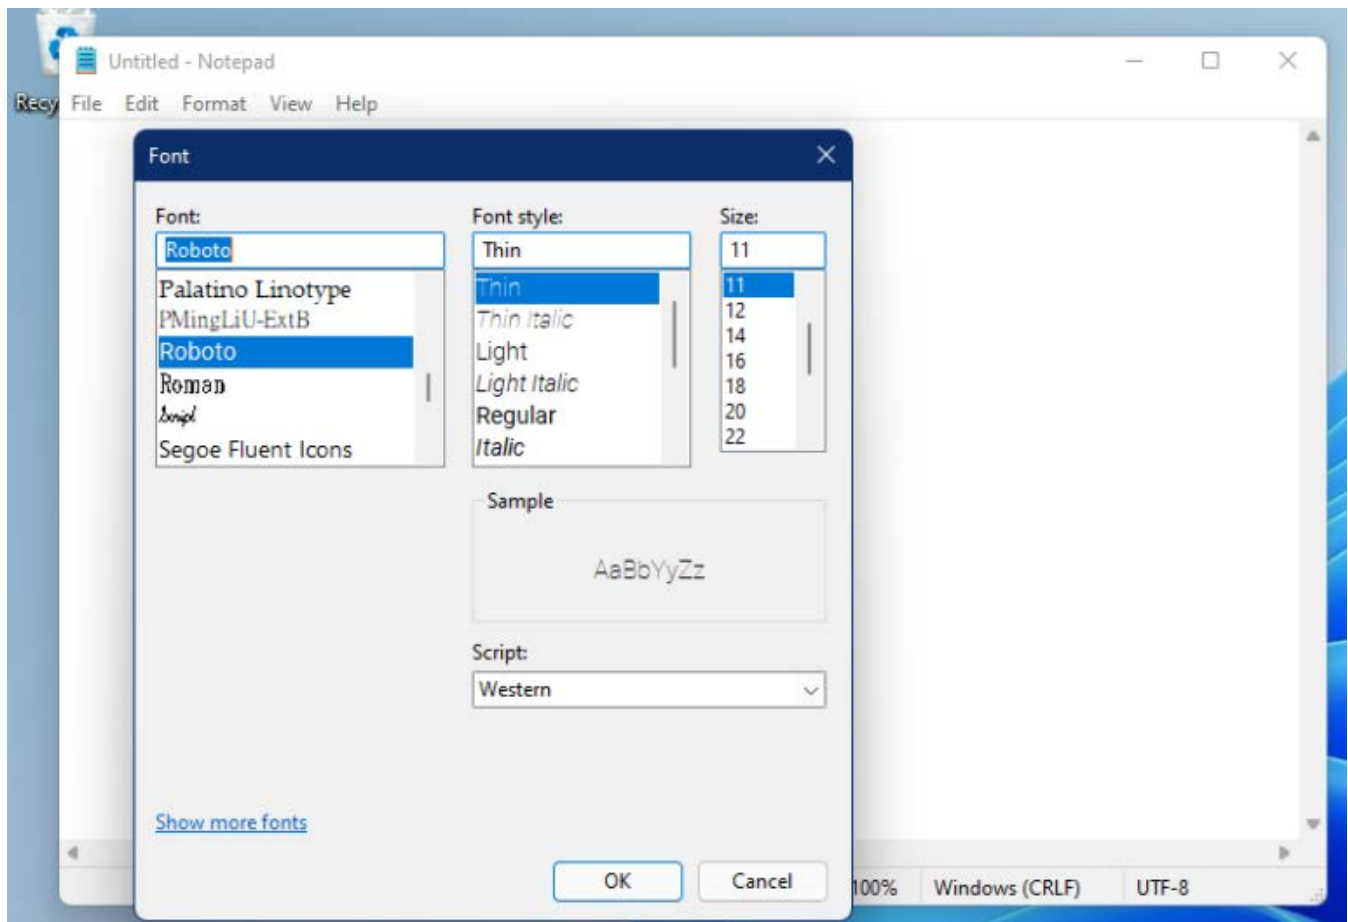 Untitled - Notepad
Recy
File Edit Format View Help
Font
Font: Font style: Size:
Roboto Thin 11
Palatino Linotype Thin 11
PMingLiU-ExtB Thin Italic 12
Roboto Light 14
Roman Light Italic 16
Script Regular 18
Segoe Fluent Icons Italic 20
22
Sample
AaBbYyZz
Script:
Western
Show more fonts
OK Cancel
100% Windows (CRLF) UTF-8